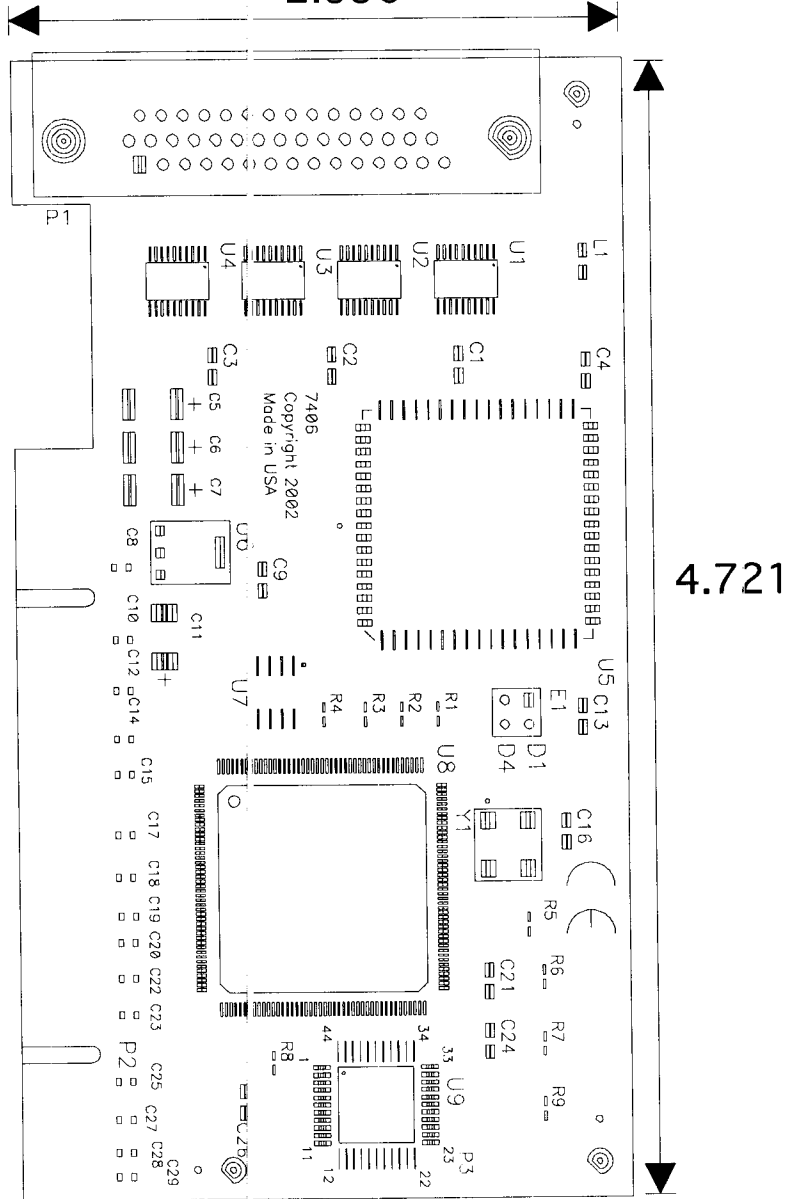 P1
U4
U3
U2
U1
L1
C3
C2
C1
C4
C5
C6
C7
7406
Copyright 2002
Made in USA
C8
C9
4.721
C10
C11
C12
U5
U7
R4
R3
R2
R1
E1
C13
C14
D4
D1
U8
C15
Y1
C16
C17
C18
R5
C19
C20
R6
C21
C22
C23
44
34
C24
R7
P2
R8
1
33
U9
C25
R9
C27
C26
11
23
P3
C28
12
22
C29